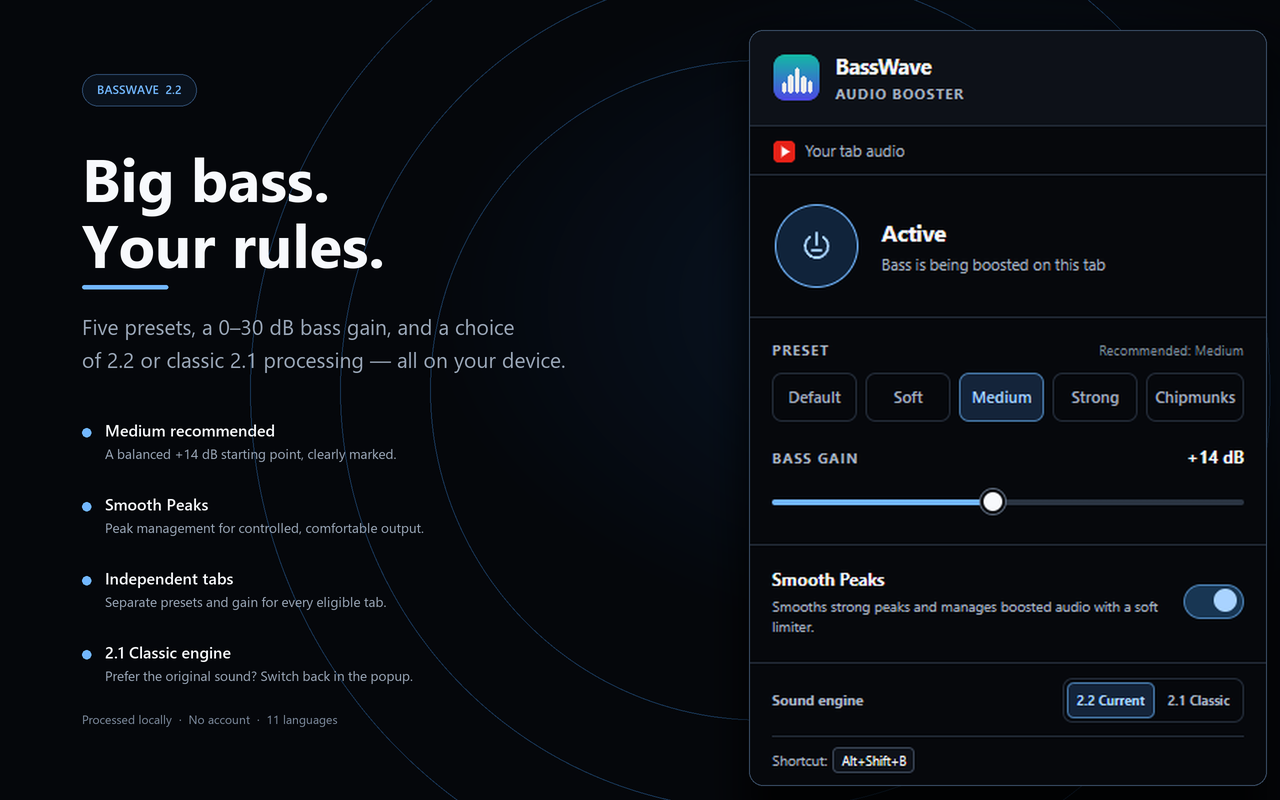 BASSWAVE 2.2
Big bass.
Your rules.
Five presets, a 0–30 dB bass gain, and a choice
of 2.2 or classic 2.1 processing — all on your device.
Medium recommended
A balanced +14 dB starting point, clearly marked.
Smooth Peaks
Peak management for controlled, comfortable output.
Independent tabs
Separate presets and gain for every eligible tab.
2.1 Classic engine
Prefer the original sound? Switch back in the popup.
Processed locally · No account · 11 languages
BassWave
AUDIO BOOSTER
Your tab audio
Active
Bass is being boosted on this tab
PRESET Recommended: Medium
Default Soft Medium Strong Chipmunks
BASS GAIN +14 dB
Smooth Peaks
Smooths strong peaks and manages boosted audio with a soft
limiter.
Sound engine 2.2 Current 2.1 Classic
Shortcut: Alt+Shift+B